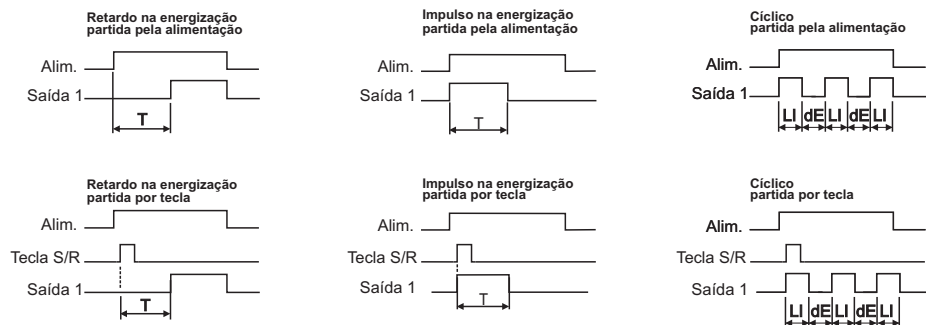 Retardo na energização
partida pela alimentação
Alim.
Saída 1
T
Impulso na energização
partida pela alimentação
Alim.
Saída 1
T
Cíclico
partida pela alimentação
Alim.
Saída 1
LI dE LI dE LI
Retardo na energização
partida por tecla
Alim.
Tecla S/R
Saída 1
T
Impulso na energização
partida por tecla
Alim.
Tecla S/R
Saída 1
T
Cíclico
partida por tecla
Alim.
Tecla S/R
Saída 1
LI dE LI dE LI